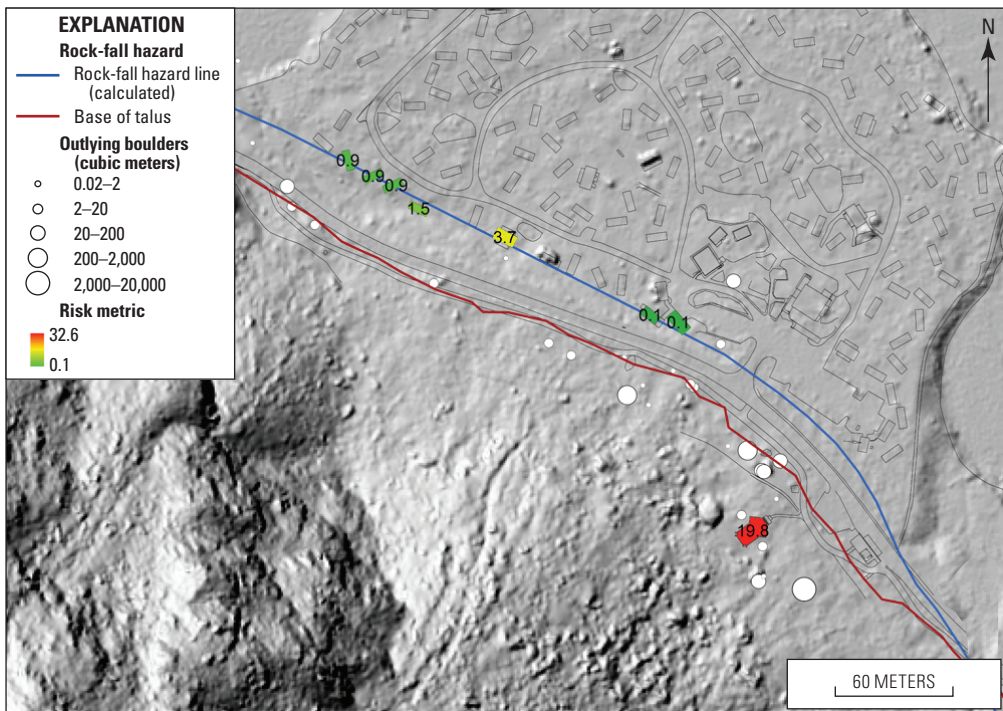 EXPLANATION
Rock-fall hazard
Rock-fall hazard line
(calculated)
Base of talus
Outlying boulders
(cubic meters)
0.02–2
2–20
20–200
200–2,000
2,000–20,000
Risk metric
32.6
0.1
N
0.9
0.9
0.9
1.5
3.7
0.1
0.1
19.8
60 METERS